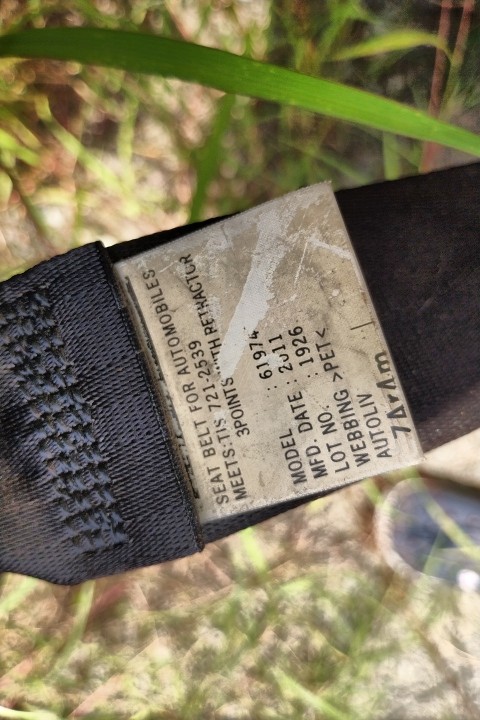 SEAT BELT FOR AUTOMOBILES
MEETS:TIS 721-2539
3POINTS WITH RETRACTOR
MODEL : 61974
MFD. DATE : 2J11
LOT NO. : 1926
WEBBING >PET<
AUTOLIV